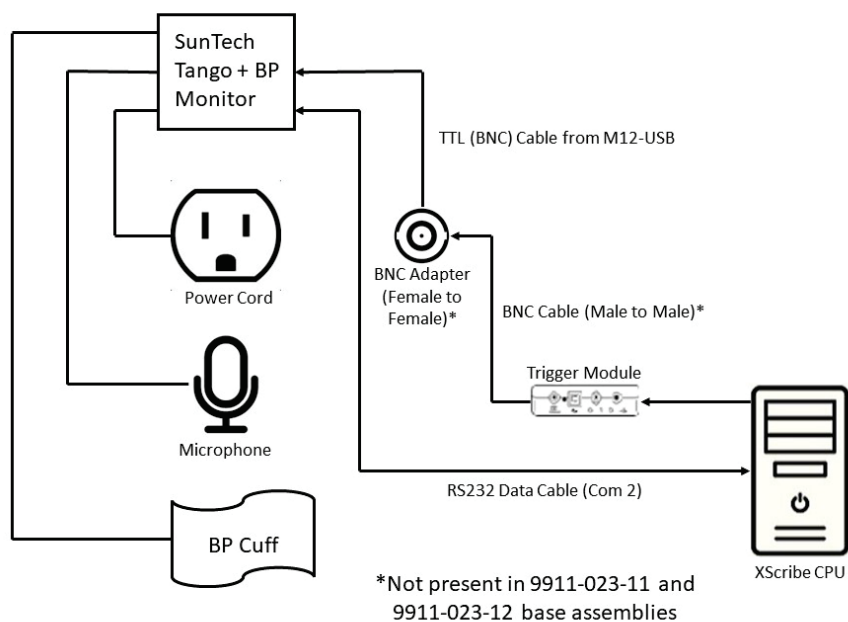 SunTech
Tango + BP
Monitor
TTL (BNC) Cable from M12-USB
BNC Adapter
(Female to
Female)*
Power Cord
BNC Cable (Male to Male)*
Trigger Module
Microphone
RS232 Data Cable (Com 2)
BP Cuff
XScribe CPU
*Not present in 9911-023-11 and
9911-023-12 base assemblies